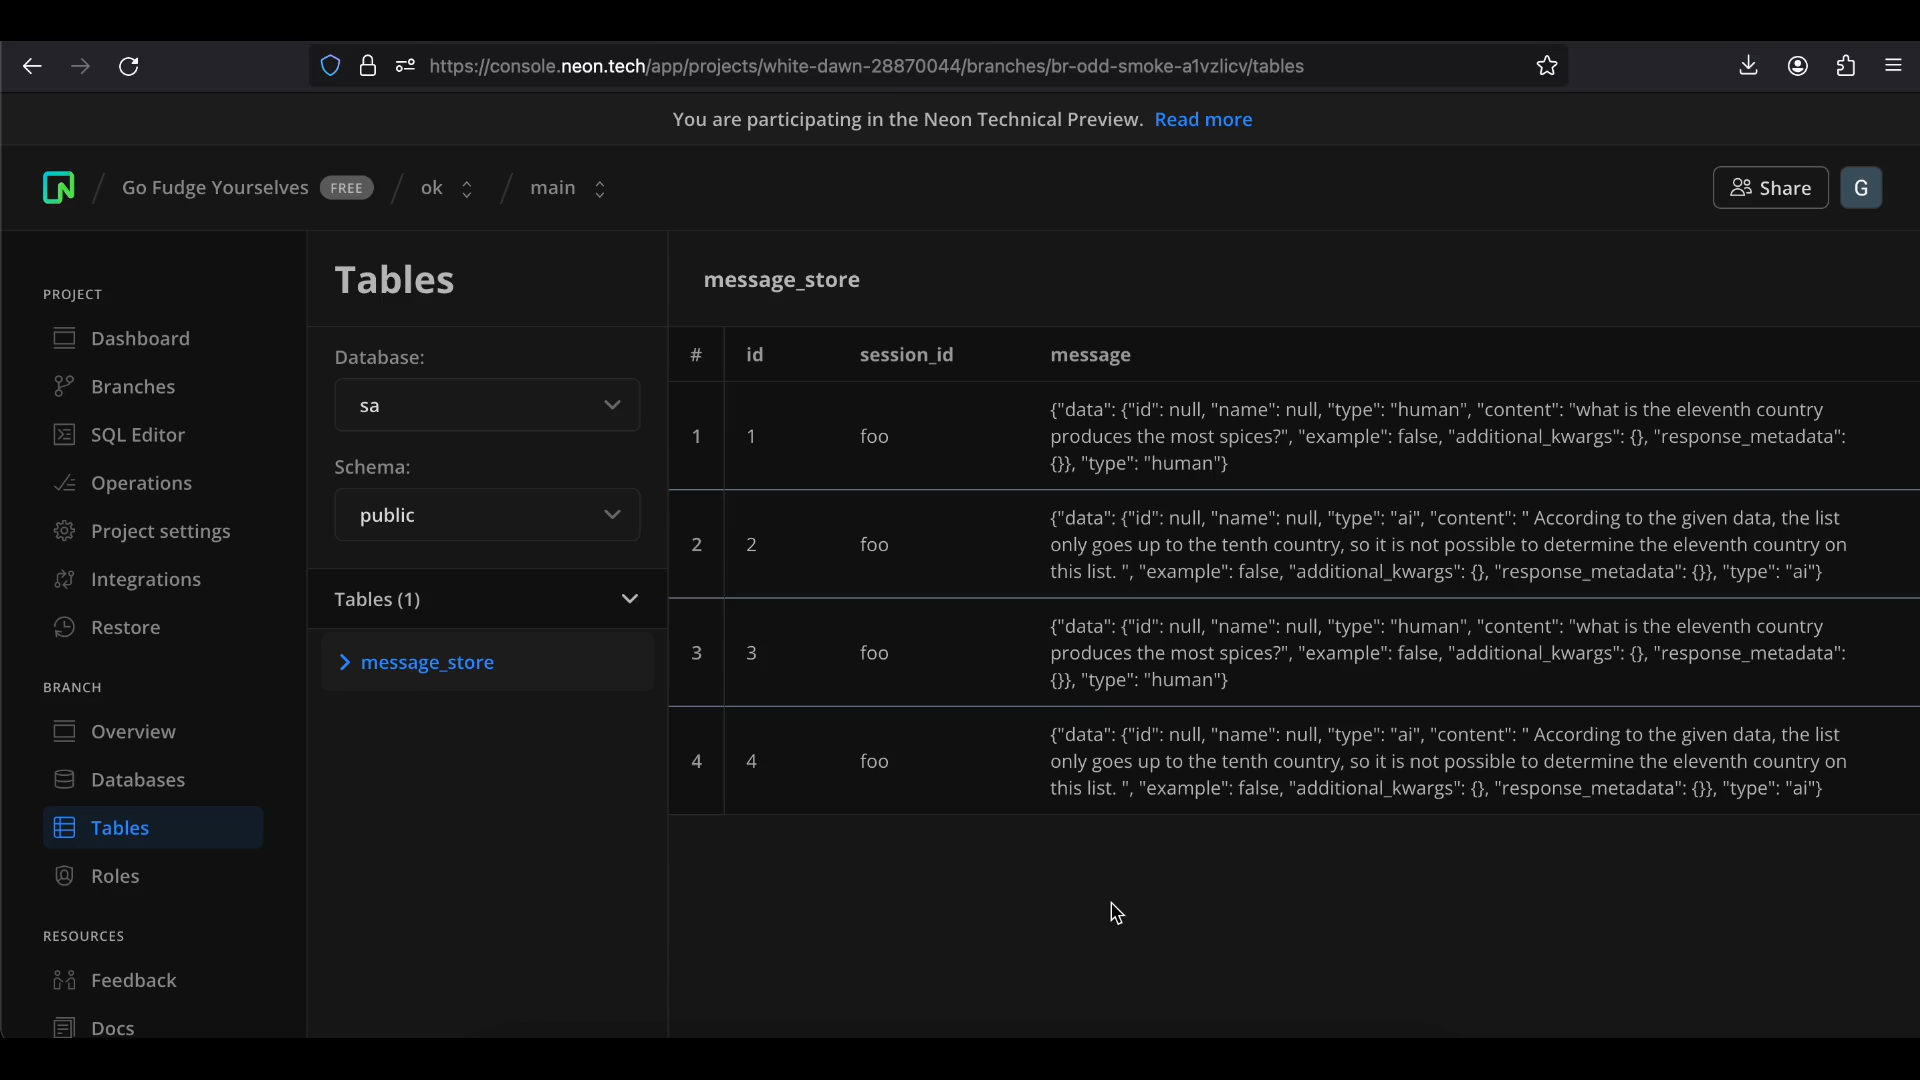 https://console.neon.tech/app/projects/white-dawn-28870044/branches/br-odd-smoke-a1vzlicv/tables
You are participating in the Neon Technical Preview. Read more
Go Fudge Yourselves FREE / ok / main
Share
G
PROJECT
Dashboard
Branches
SQL Editor
Operations
Project settings
Integrations
Restore
BRANCH
Overview
Databases
Tables
Roles
RESOURCES
Feedback
Docs
Tables
Database:
sa
Schema:
public
Tables (1)
message_store
message_store
# id session_id message
1 1 foo
{"data": {"id": null, "name": null, "type": "human", "content": "what is the eleventh country
produces the most spices?", "example": false, "additional_kwargs": {}, "response_metadata":
{}}, "type": "human"}
2 2 foo
{"data": {"id": null, "name": null, "type": "ai", "content": " According to the given data, the list
only goes up to the tenth country, so it is not possible to determine the eleventh country on
this list. ", "example": false, "additional_kwargs": {}, "response_metadata": {}}, "type": "ai"}
3 3 foo
{"data": {"id": null, "name": null, "type": "human", "content": "what is the eleventh country
produces the most spices?", "example": false, "additional_kwargs": {}, "response_metadata":
{}}, "type": "human"}
4 4 foo
{"data": {"id": null, "name": null, "type": "ai", "content": " According to the given data, the list
only goes up to the tenth country, so it is not possible to determine the eleventh country on
this list. ", "example": false, "additional_kwargs": {}, "response_metadata": {}}, "type": "ai"}